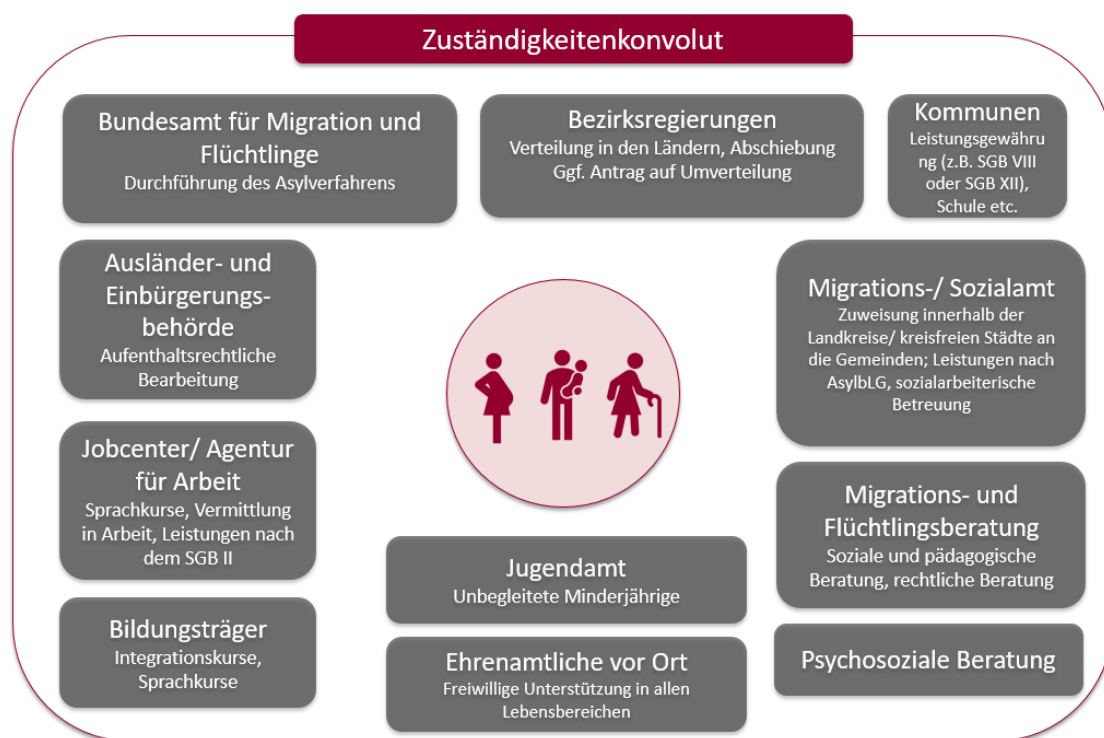 Zuständigkeitenkonvolut
Bundesamt für Migration und
Flüchtlinge
Durchführung des Asylverfahrens
Bezirksregierungen
Verteilung in den Ländern, Abschiebung
Ggf. Antrag auf Umverteilung
Kommunen
Leistungsgewähru
ng (z.B. SGB VIII
oder SGB XII),
Schule etc.
Ausländer- und
Einbürgerungs-
behörde
Aufenthaltsrechtliche
Bearbeitung
Migrations-/ Sozialamt
Zuweisung innerhalb der
Landkreise/ kreisfreien Städte an
die Gemeinden; Leistungen nach
AsylbLG, sozialarbeiterische
Betreuung
Jobcenter/ Agentur
für Arbeit
Sprachkurse, Vermittlung
in Arbeit, Leistungen nach
dem SGB II
Migrations- und
Flüchtlingsberatung
Soziale und pädagogische
Beratung, rechtliche Beratung
Jugendamt
Unbegleitete Minderjährige
Bildungsträger
Integrationskurse,
Sprachkurse
Ehrenamtliche vor Ort
Freiwillige Unterstützung in allen
Lebensbereichen
Psychosoziale Beratung